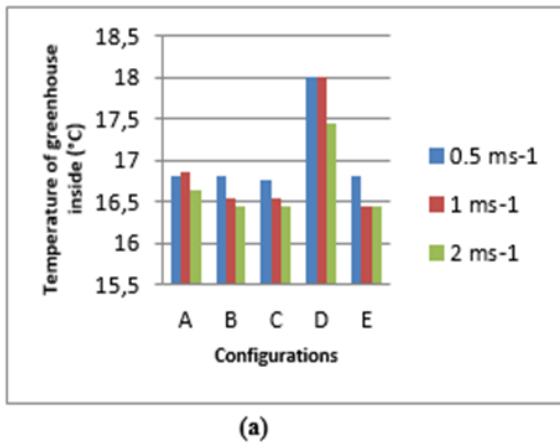 18,5
18
17,5
17
16,5
16
15,5
Temperature of greenhouse
inside (°C)
A B C D E
Configurations
0.5 ms-1
1 ms-1
2 ms-1
(a)